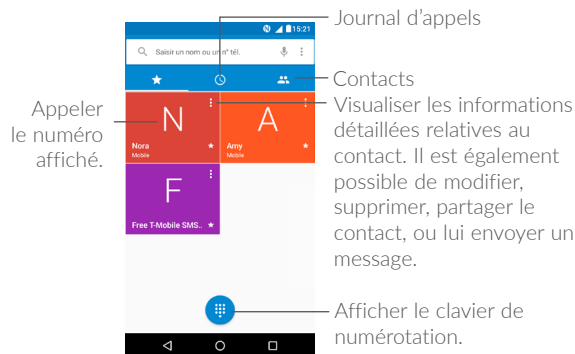 Journal d'appels
15:21
Saisir un nom ou un n° tél.
Contacts
Appeler
le numéro
affiché.
N
Nora
Mobile
A
Amy
Mobile
Visualiser les informations
détaillées relatives au
contact. Il est également
possible de modifier,
supprimer, partager le
contact, ou lui envoyer un
message.
F
Free T-Mobile SMS..
Afficher le clavier de
numérotation.